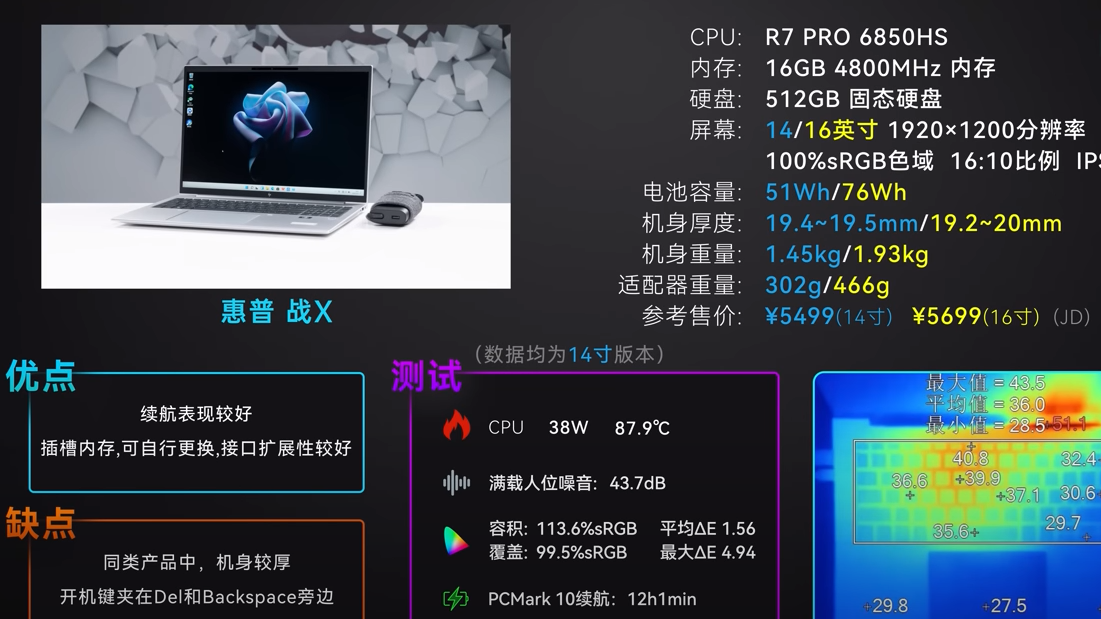 CPU: R7 PRO 6850HS
内存: 16GB 4800MHz 内存
硬盘: 512GB 固态硬盘
屏幕: 14/16英寸 1920×1200分辨率
100%sRGB色域 16:10比例 IPS
电池容量: 51Wh/76Wh
机身厚度: 19.4~19.5mm/19.2~20mm
机身重量: 1.45kg/1.93kg
适配器重量: 302g/466g
参考售价: ¥5499(14寸) ¥5699(16寸) (JD)
惠普 战X
(数据均为14寸版本)
优点
续航表现较好
插槽内存,可自行更换,接口扩展性较好
缺点
同类产品中，机身较厚
开机键夹在Del和Backspace旁边
测试
CPU 38W 87.9℃
满载人位噪音: 43.7dB
容积: 113.6%sRGB 平均ΔE 1.56
覆盖: 99.5%sRGB 最大ΔE 4.94
PCMark 10续航: 12h1min
最大值 = 43.5
平均值 = 36.0
最小值 = 28.5
51.1
40.8
32.4
36.6
39.9
37.1
30.6
35.6
29.7
29.8
27.5